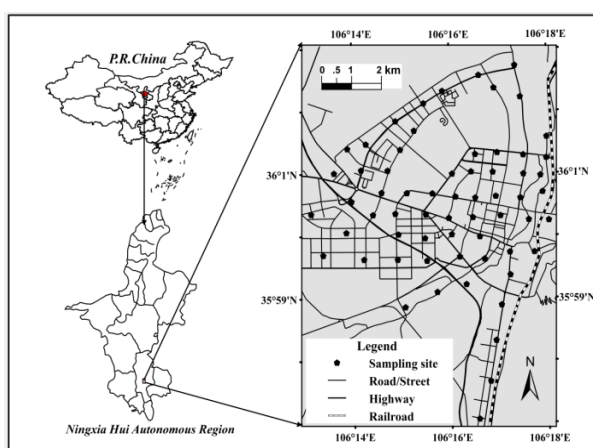 P.R.China
Ningxia Hui Autonomous Region
106°14'E 106°16'E 106°18'E
0 .5 1 2 km
36°1'N 36°1'N
35°59'N 35°59'N
Legend
Sampling site
Road/Street
Highway
Railroad
N
106°14'E 106°16'E 106°18'E